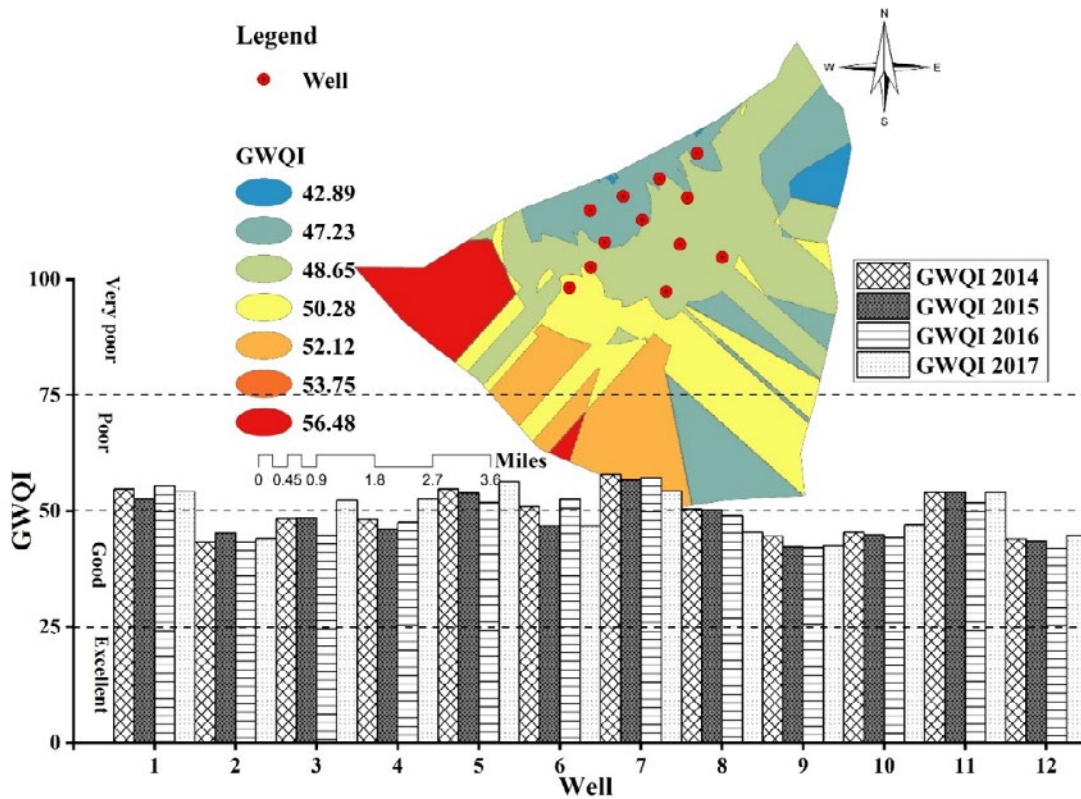 Legend
Well
GWQI
42.89
47.23
48.65
50.28
52.12
53.75
56.48
N
W
E
S
GWQI 2014
GWQI 2015
GWQI 2016
GWQI 2017
Miles
0 0.45 0.9 1.8 2.7 3.6
GWQI
100
75
50
25
0
Very poor
Poor
Good
Excellent
1 2 3 4 5 6 7 8 9 10 11 12
Well